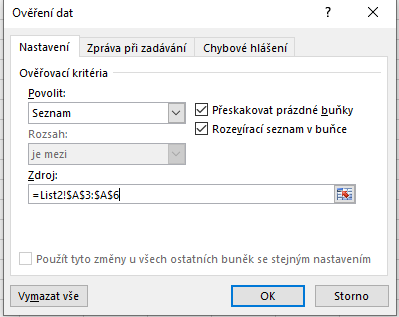 Ověření dat
?
Nastavení
Zpráva při zadávání
Chybové hlášení
Ověřovací kritéria
Povolit:
Seznam
Přeskakovat prázdné buňky
Rozevírací seznam v buňce
Rozsah:
je mezi
Zdroj:
=List2!$A$3:$A$6
Použít tyto změny u všech ostatních buněk se stejným nastavením
Vymazat vše
OK
Storno